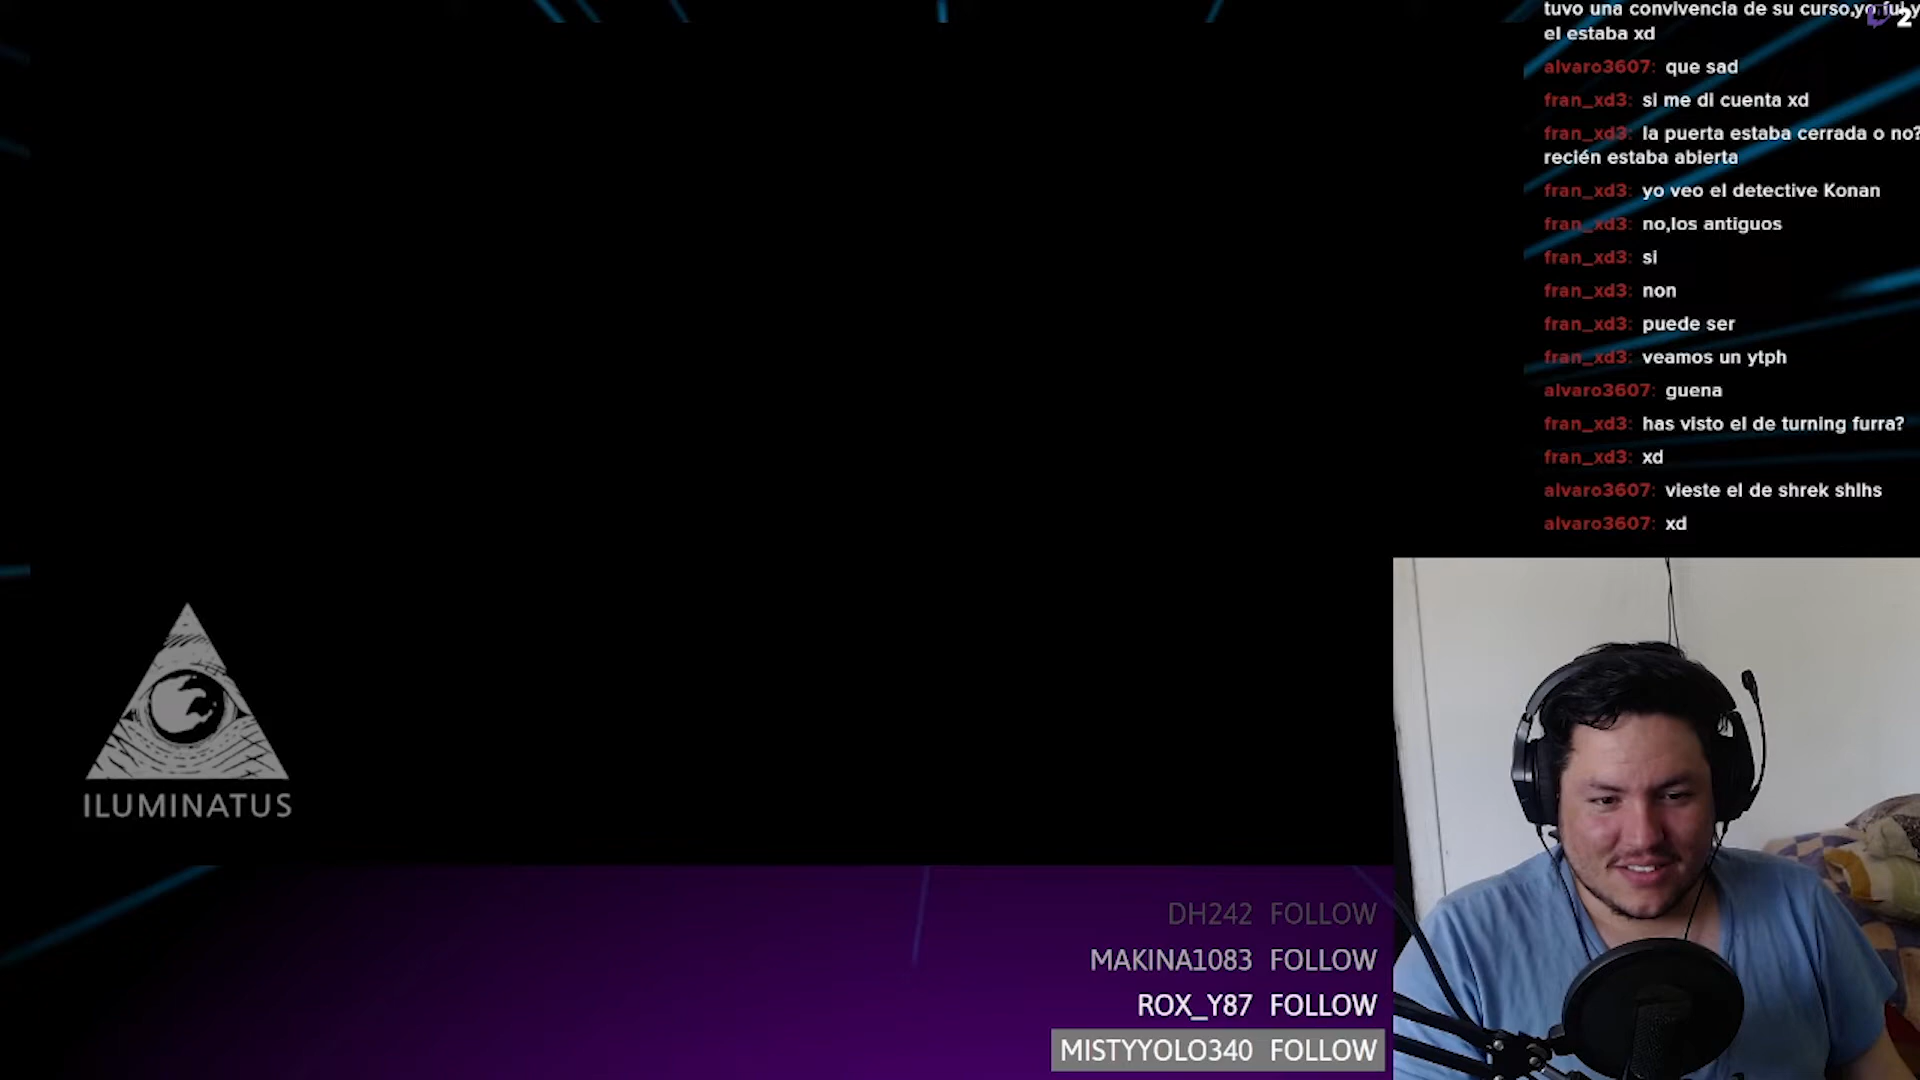 tuvo una convivencia de su curso,yo fui y
2
el estaba xd
alvaro3607: que sad
fran_xd3: si me di cuenta xd
fran_xd3: la puerta estaba cerrada o no?
recién estaba abierta
fran_xd3: yo veo el detective Konan
fran_xd3: no,los antiguos
fran_xd3: si
fran_xd3: non
fran_xd3: puede ser
fran_xd3: veamos un ytph
alvaro3607: guena
fran_xd3: has visto el de turning furra?
fran_xd3: xd
alvaro3607: vieste el de shrek shlhs
alvaro3607: xd
ILUMINATUS
DH242 FOLLOW
MAKINA1083 FOLLOW
ROX_Y87 FOLLOW
MISTYYOLO340 FOLLOW